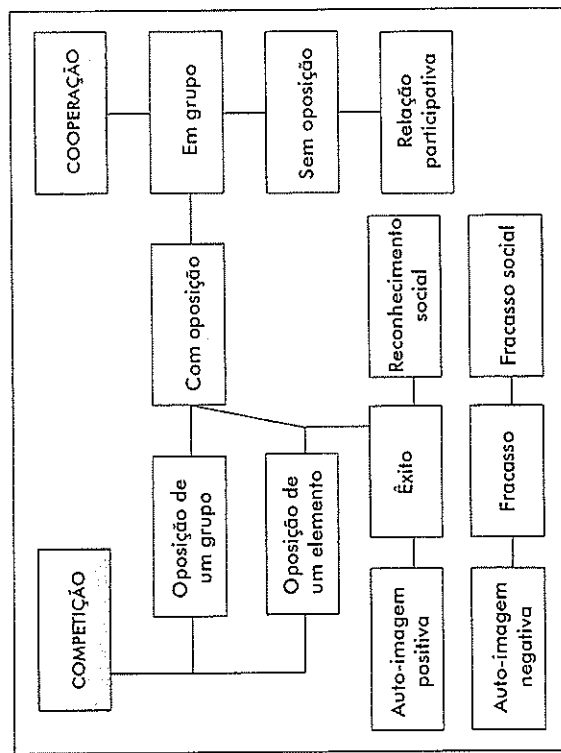 COMPETIÇÃO
COOPERAÇÃO
Oposição de
um grupo
Com oposição
Em grupo
Oposição de
um elemento
Sem oposição
Auto-imagem
positiva
Êxito
Reconhecimento
social
Relação
participativa
Auto-imagem
negativa
Fracasso
Fracasso social